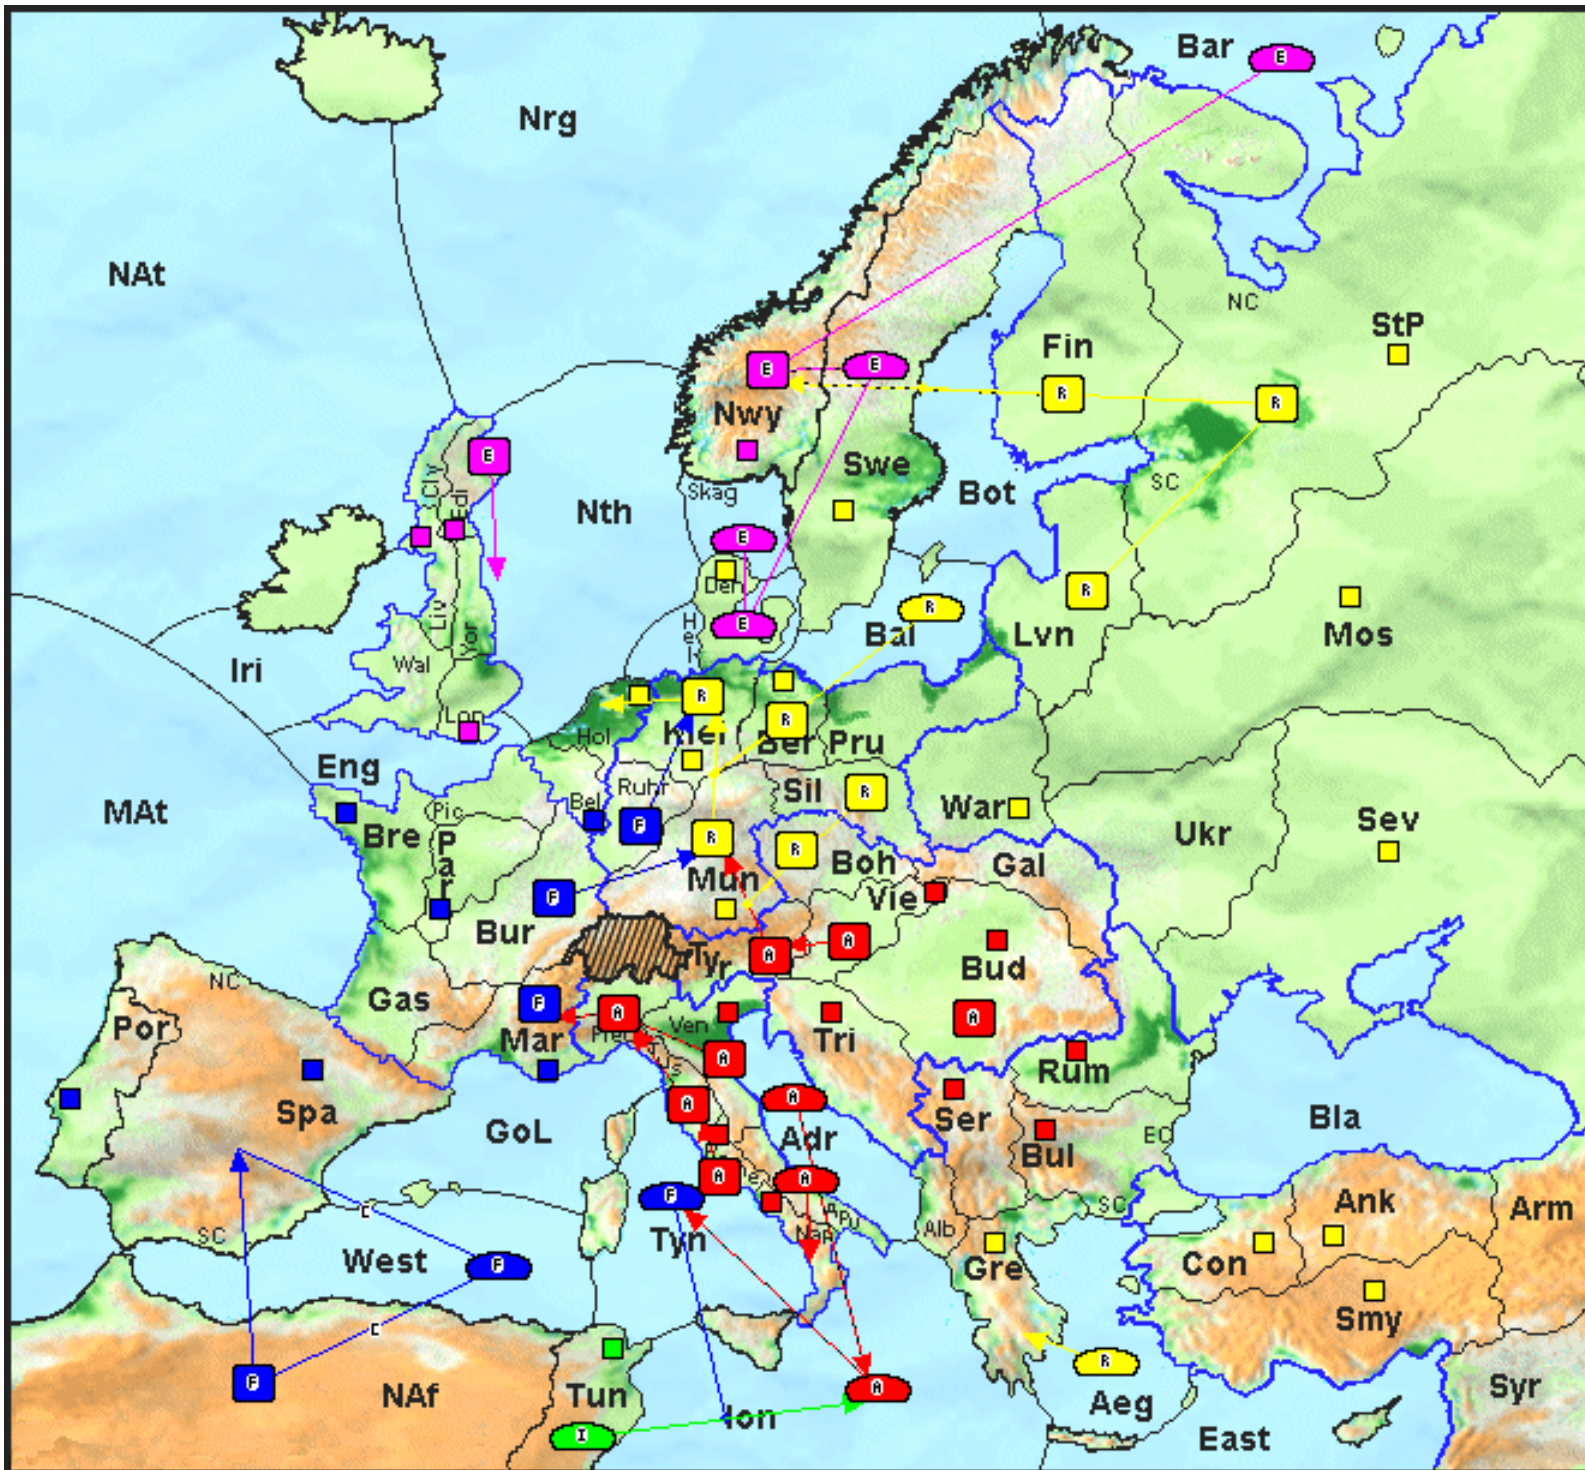 Bar
E
Nrg
NAt
NC
StP
Fin
E
E
R
R
Nwy
E
Cly
Edi
Swe
SC
Skag
Bot
Nth
E
Den
R
R
E
Hel
Bal
Lvn
Mos
Liv
Yor
Iri
Wal
R
Lon
R
Hol
Kiel
Ber
Pru
Eng
Ruhr
Sil
R
Bel
MAt
Pic
War
Sev
Bre
Par
F
R
R
Boh
Ukr
Gal
Mun
Vie
F
Bur
A
A
Tyr
Bud
NC
Gas
F
A
A
Por
Mar
Pie
Ven
Tri
Tus
A
Rum
Spa
A
A
Ser
GoL
Adr
Bla
Bul
EC
A
A
F
Apu
Ank
SC
Arm
C
SC
Alb
Nap
Tyn
West
F
Gre
Con
Smy
C
R
F
NAf
Tun
A
Syr
Aeg
Ion
I
East